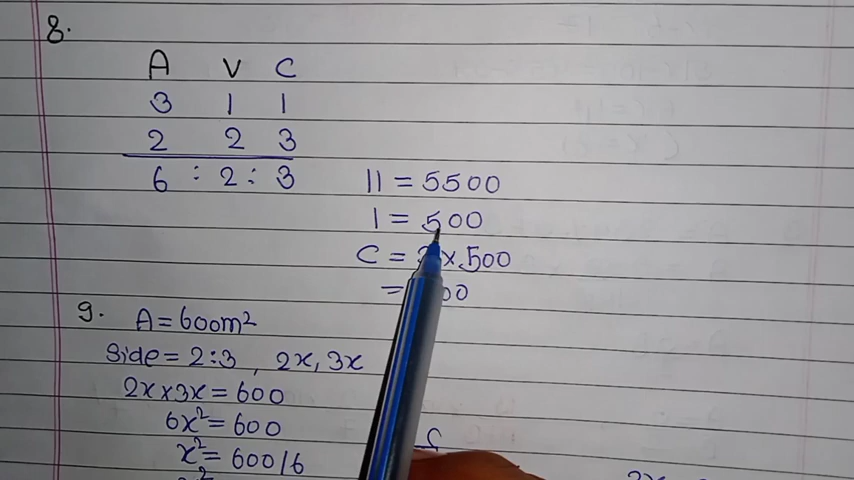 8.
A V C
3 1 1
2 2 3
6 : 2 : 3
11 = 5500
1 = 500
C = × 500
=
9. A = 600m²
Side = 2:3 , 2x, 3x
2x×3x = 600
6x² = 600
x² = 600/6